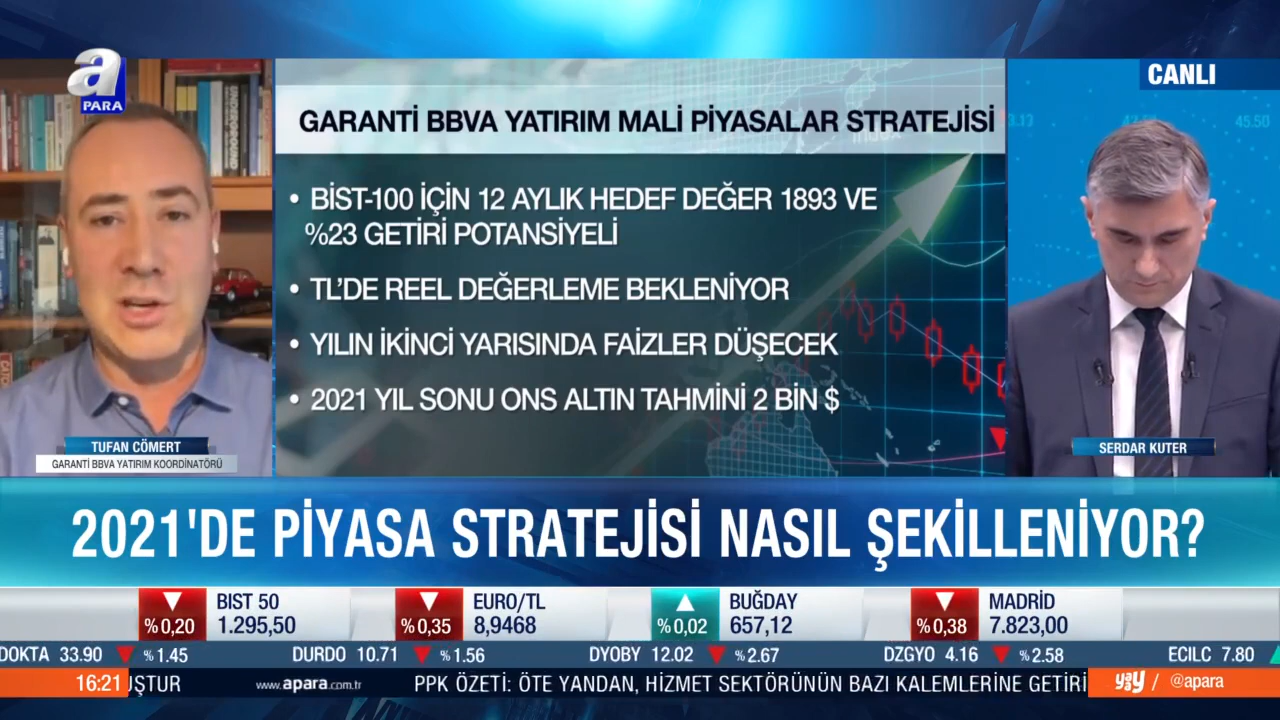 a
PARA
CANLI
GARANTİ BBVA YATIRIM MALİ PİYASALAR STRATEJİSİ
• BİST-100 İÇİN 12 AYLIK HEDEF DEĞER 1893 VE
%23 GETİRİ POTANSİYELİ
• TL'DE REEL DEĞERLEME BEKLENİYOR
• YILIN İKİNCİ YARISINDA FAİZLER DÜŞECEK
• 2021 YIL SONU ONS ALTIN TAHMİNİ 2 BİN $
45.50
UNDERGROUND
TUFAN CÖMERT
GARANTİ BBVA YATIRIM KOORDİNATÖRÜ
SERDAR KUTER
2021'DE PİYASA STRATEJİSİ NASIL ŞEKİLLENİYOR?
%0,20 BIST 50 1.295,50
%0,35 EURO/TL 8,9468
%0,02 BUĞDAY 657,12
%0,38 MADRİD 7.823,00
DOKTA 33.90 %1.45 DURDO 10.71 %1.56 DYOBY 12.02 %2.67 DZGYO 4.16 %2.58 ECILC 7.80
16:21 UŞTUR www.apara.com.tr PPK ÖZETİ: ÖTE YANDAN, HİZMET SEKTÖRÜNÜN BAZI KALEMLERİNE GETİRİ / @apara